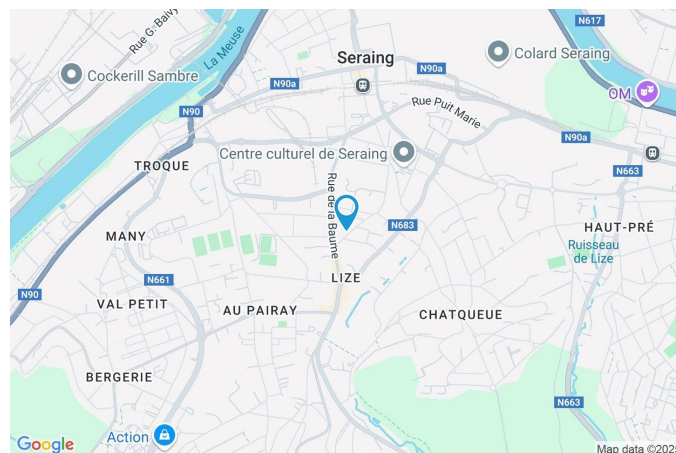 N617
Rue G. Baivy
La Meuse
Seraing
Colard Seraing
Cockerill Sambre
N90a
N90a
OM
N90
Rue Puit Marie
N90a
Centre culturel de Seraing
TROQUE
N663
Rue de la Baume
N683
HAUT-PRÉ
MANY
Ruisseau
de Lize
N661
LIZE
N90
VAL PETIT
AU PAIRAY
CHATQUEUE
BERGERIE
N663
Action
Google
Map data ©2025